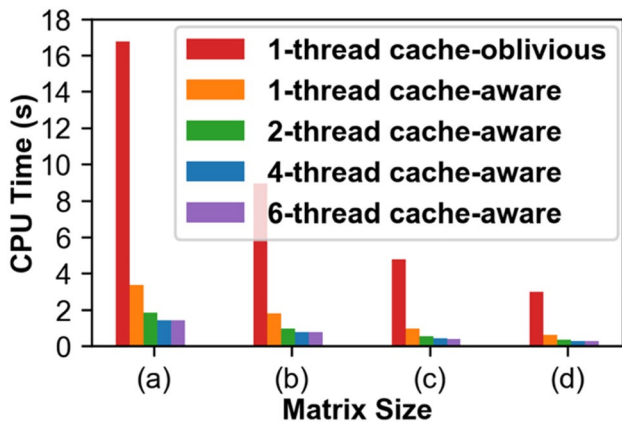 18
16
14
12
10
8
6
4
2
0
CPU Time (s)
1-thread cache-oblivious
1-thread cache-aware
2-thread cache-aware
4-thread cache-aware
6-thread cache-aware
(a) (b) (c) (d)
Matrix Size